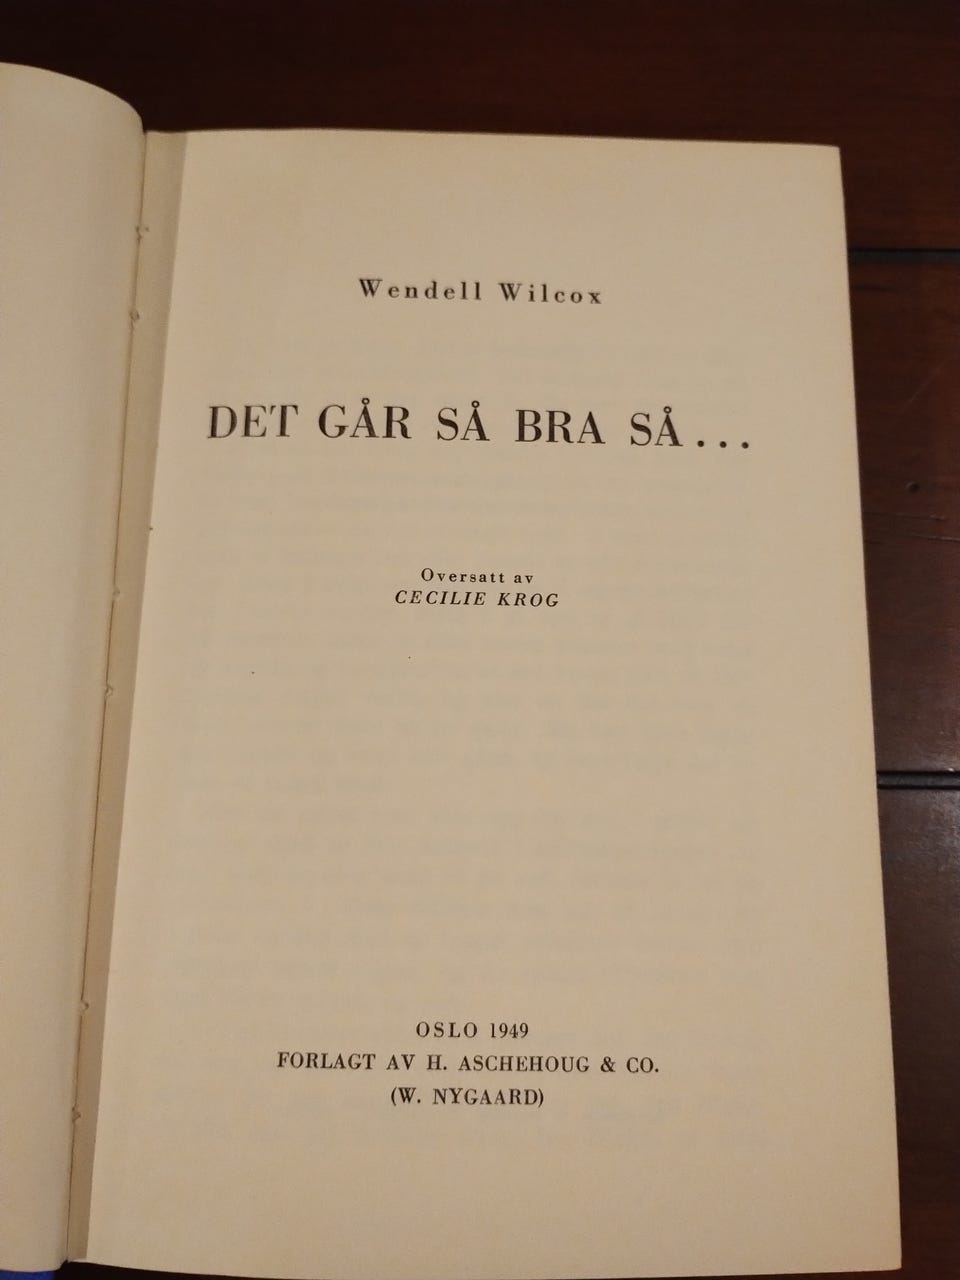 Wendell Wilcox
DET GÅR SÅ BRA SÅ...
Oversatt av
CECILIE KROG
OSLO 1949
FORLAGT AV H. ASCHEHOUG & CO.
(W. NYGAARD)